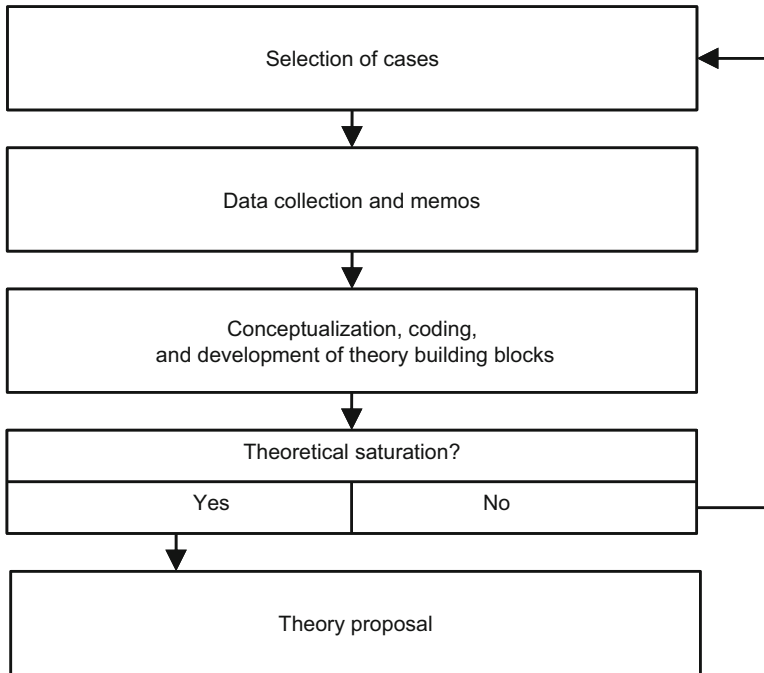 Selection of cases
Data collection and memos
Conceptualization, coding,
and development of theory building blocks
Theoretical saturation?
Yes
No
Theory proposal